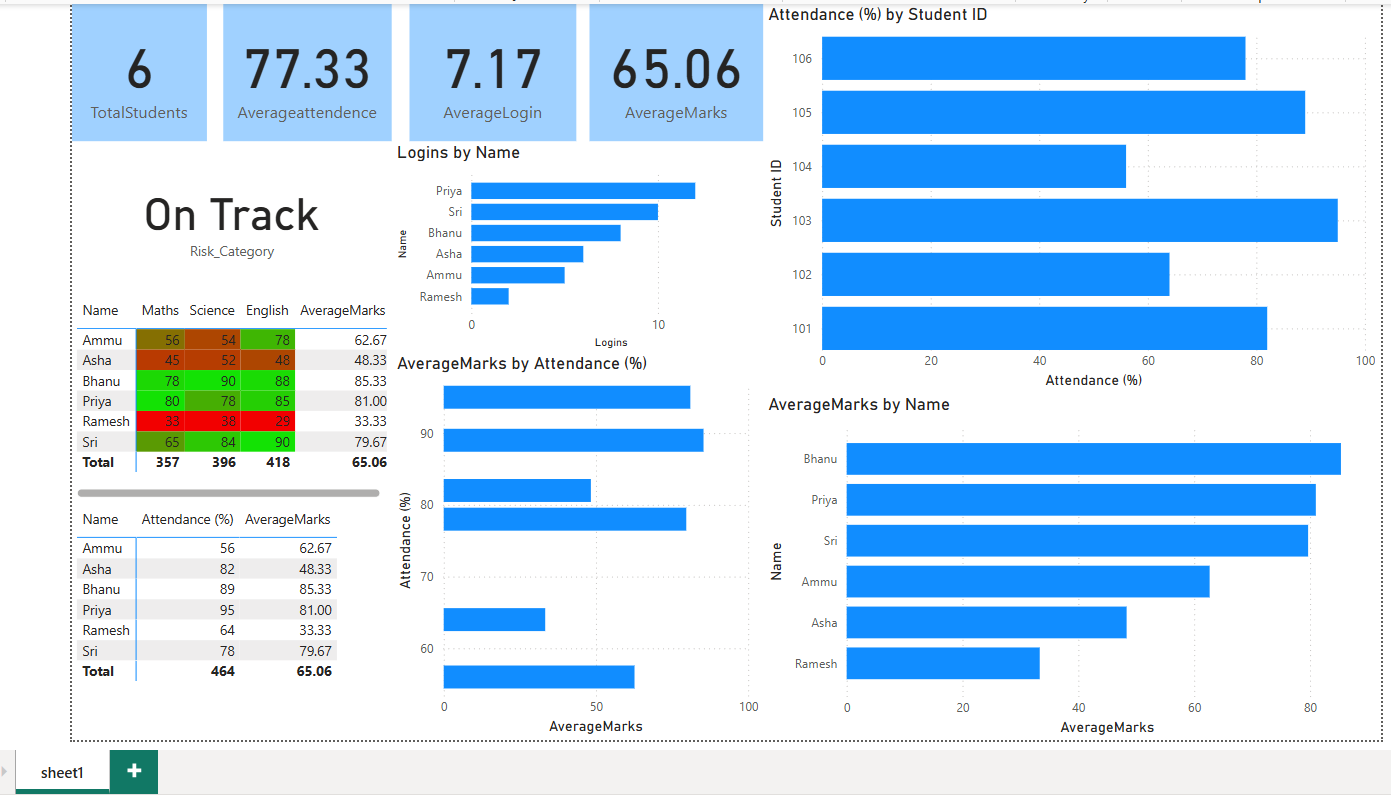 6
TotalStudents
77.33
Averageattendence
7.17
AverageLogin
65.06
AverageMarks
On Track
Risk_Category
Name Maths Science English AverageMarks
Ammu 56 54 78 62.67
Asha 45 52 48 48.33
Bhanu 78 90 88 85.33
Priya 80 78 85 81.00
Ramesh 33 38 29 33.33
Sri 65 84 90 79.67
Total 357 396 418 65.06
Name Attendance (%) AverageMarks
Ammu 56 62.67
Asha 82 48.33
Bhanu 89 85.33
Priya 95 81.00
Ramesh 64 33.33
Sri 78 79.67
Total 464 65.06
Logins by Name
Name
Priya
Sri
Bhanu
Asha
Ammu
Ramesh
0 10
Logins
AverageMarks by Attendance (%)
Attendance (%)
90
80
70
60
0 50 100
AverageMarks
Attendance (%) by Student ID
Student ID
106
105
104
103
102
101
0 20 40 60 80 100
Attendance (%)
AverageMarks by Name
Name
Bhanu
Priya
Sri
Ammu
Asha
Ramesh
0 20 40 60 80
AverageMarks
sheet1